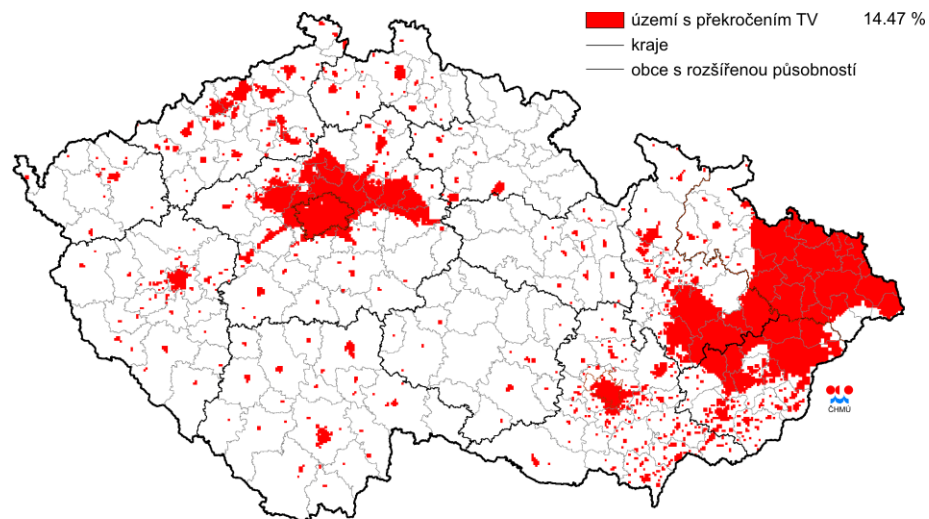 území s překročením TV 14.47 %
kraje
obce s rozšířenou působností
ČHMÚ